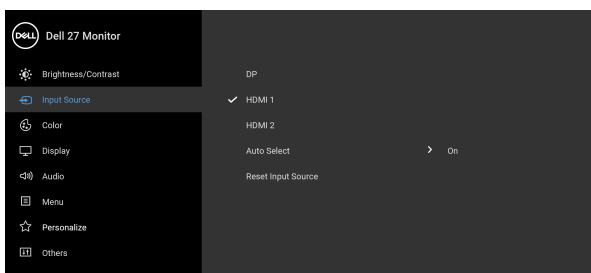 DELL Dell 27 Monitor
Brightness/Contrast
DP
Input Source
HDMI 1
Color
HDMI 2
Display
Auto Select
On
Audio
Reset Input Source
Menu
Personalize
Others